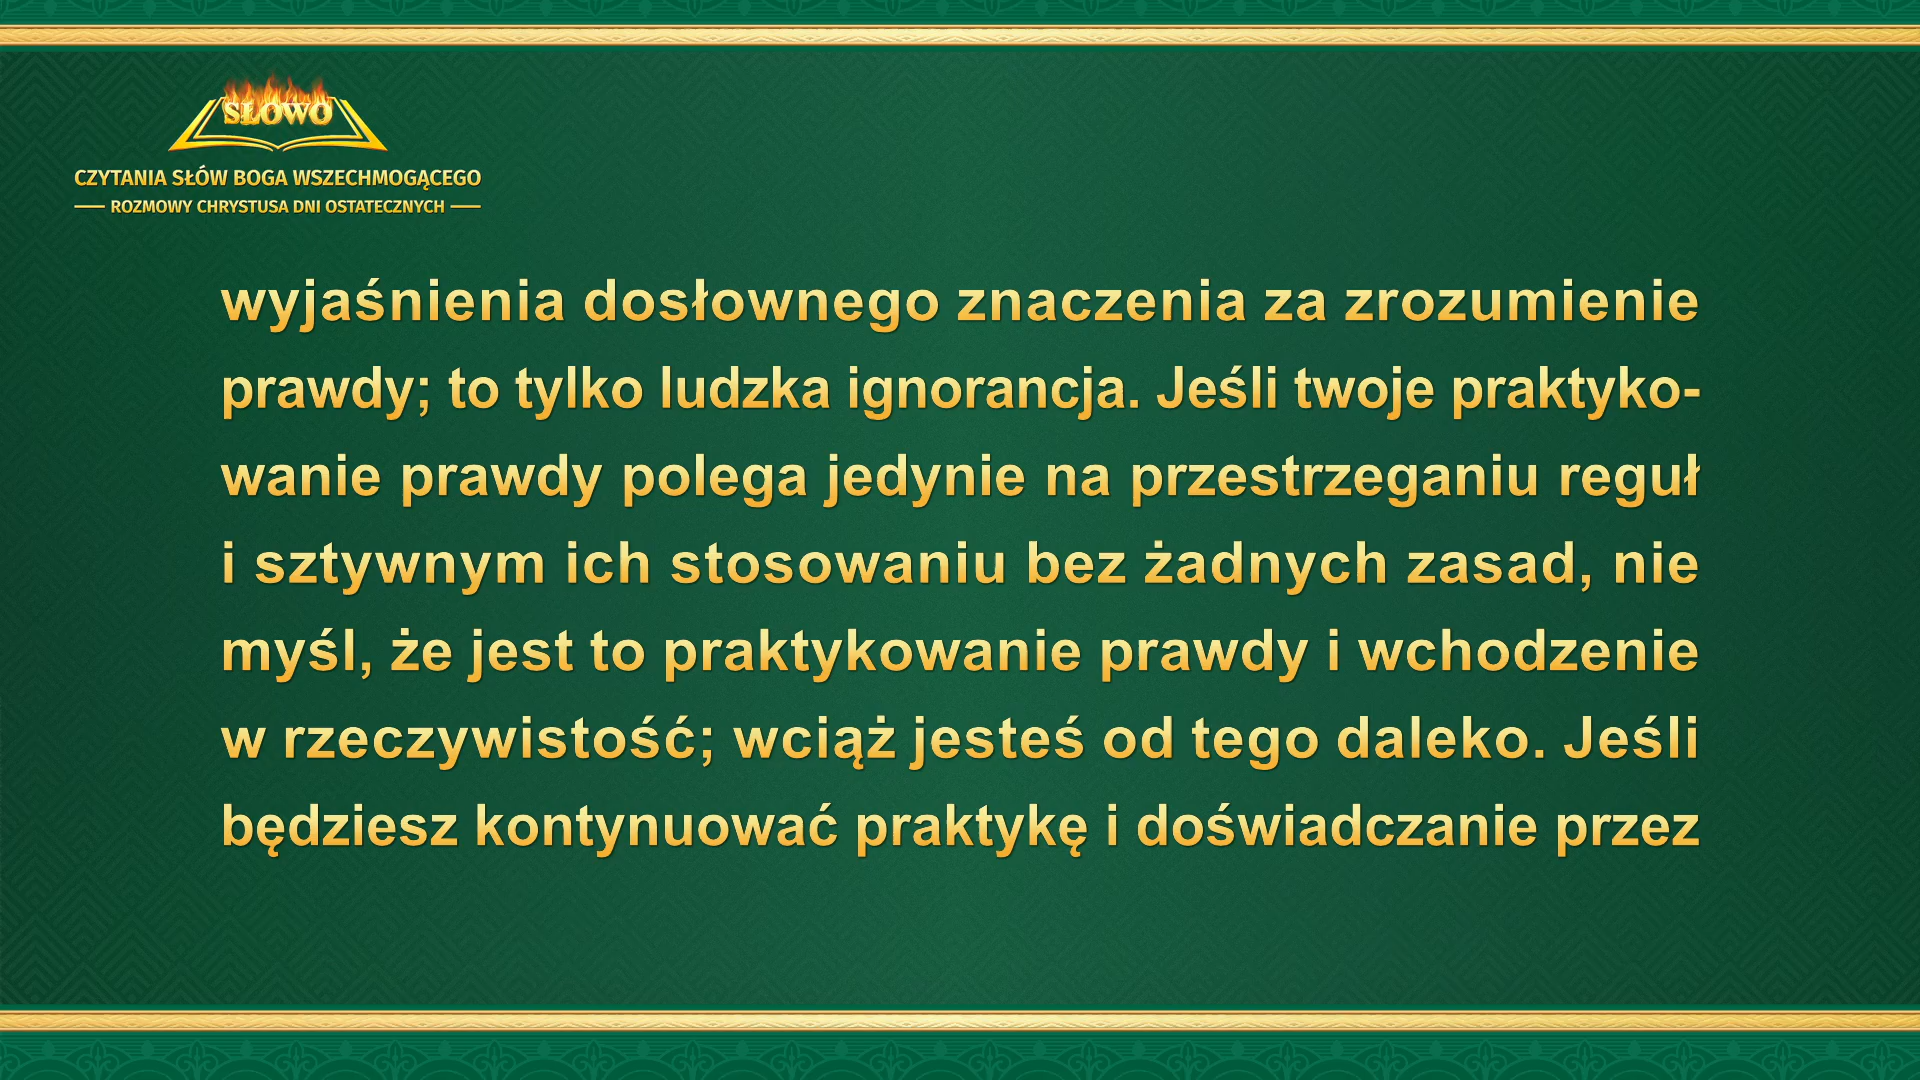 SŁOWO
CZYTANIA SŁÓW BOGA WSZECHMOGĄCEGO
ROZMOWY CHRYSTUSA DNI OSTATECZNYCH
wyjaśnienia dosłownego znaczenia za zrozumienie
prawdy; to tylko ludzka ignorancja. Jeśli twoje praktyko-
wanie prawdy polega jedynie na przestrzeganiu reguł
i sztywnym ich stosowaniu bez żadnych zasad, nie
myśl, że jest to praktykowanie prawdy i wchodzenie
w rzeczywistość; wciąż jesteś od tego daleko. Jeśli
będziesz kontynuować praktykę i doświadczanie przez